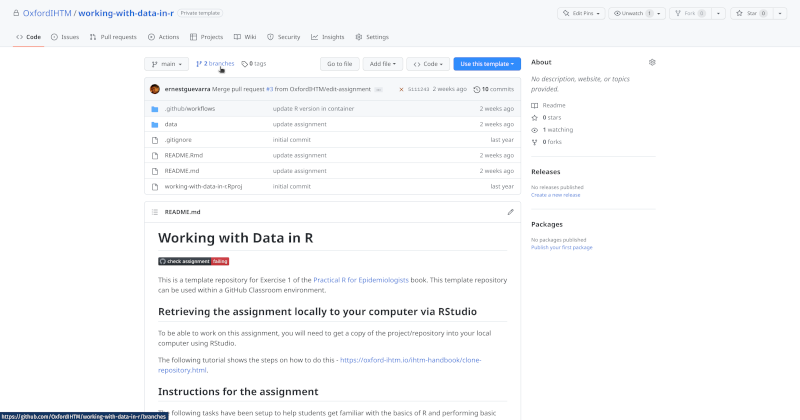 OxfordIHTM / working-with-data-in-r Private template
Edit Pins Unwatch 1 Fork 0 Star 0
Code Issues Pull requests Actions Projects Wiki Security Insights Settings
main 2 branches 0 tags Go to file Add file Code Use this template
ernestguevarra Merge pull request #3 from OxfordIHTM/edit-assignment 2 weeks ago 10 commits
.github/workflows update R version in container 2 weeks ago
data update assignment 2 weeks ago
.gitignore initial commit last year
README.Rmd update assignment 2 weeks ago
README.md update assignment 2 weeks ago
working-with-data-in-r.Rproj initial commit last year
README.md
Working with Data in R
check assignment failing
This is a template repository for Exercise 1 of the Practical R for Epidemiologists book. This template repository
can be used within a GitHub Classroom environment.
Retrieving the assignment locally to your computer via RStudio
To be able to work on this assignment, you will need to get a copy of the project/repository into your local
computer using RStudio.
The following tutorial shows the steps on how to do this - https://oxford-ihtm.io/ihtm-handbook/clone-
repository.html.
Instructions for the assignment
following tasks have been setup to help students get familiar with the basics of R and performing basic
About
No description, website, or topics
provided.
Readme
0 stars
1 watching
0 forks
Releases
No releases published
Create a new release
Packages
No packages published
Publish your first package
https://github.com/OxfordIHTM/working-with-data-in-r/branches